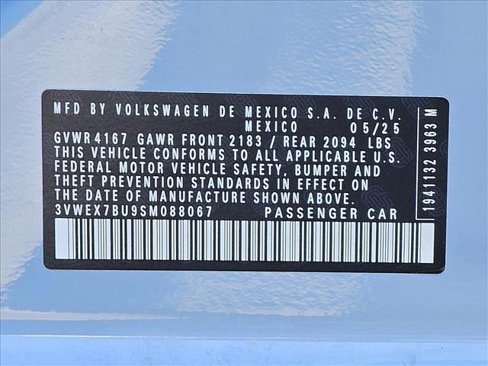 MFD BY VOLKSWAGEN DE MEXICO S.A. DE C.V.
MEXICO 05/25
GVWR 4167 GAWR FRONT 2183 / REAR 2094 LBS
THIS VEHICLE CONFORMS TO ALL APPLICABLE U.S.
FEDERAL MOTOR VEHICLE SAFETY, BUMPER AND
THEFT PREVENTION STANDARDS IN EFFECT ON
THE DATE OF MANUFACTURE SHOWN ABOVE.
3VWEX7BU9SM088067 PASSENGER CAR
19411132 3963 M